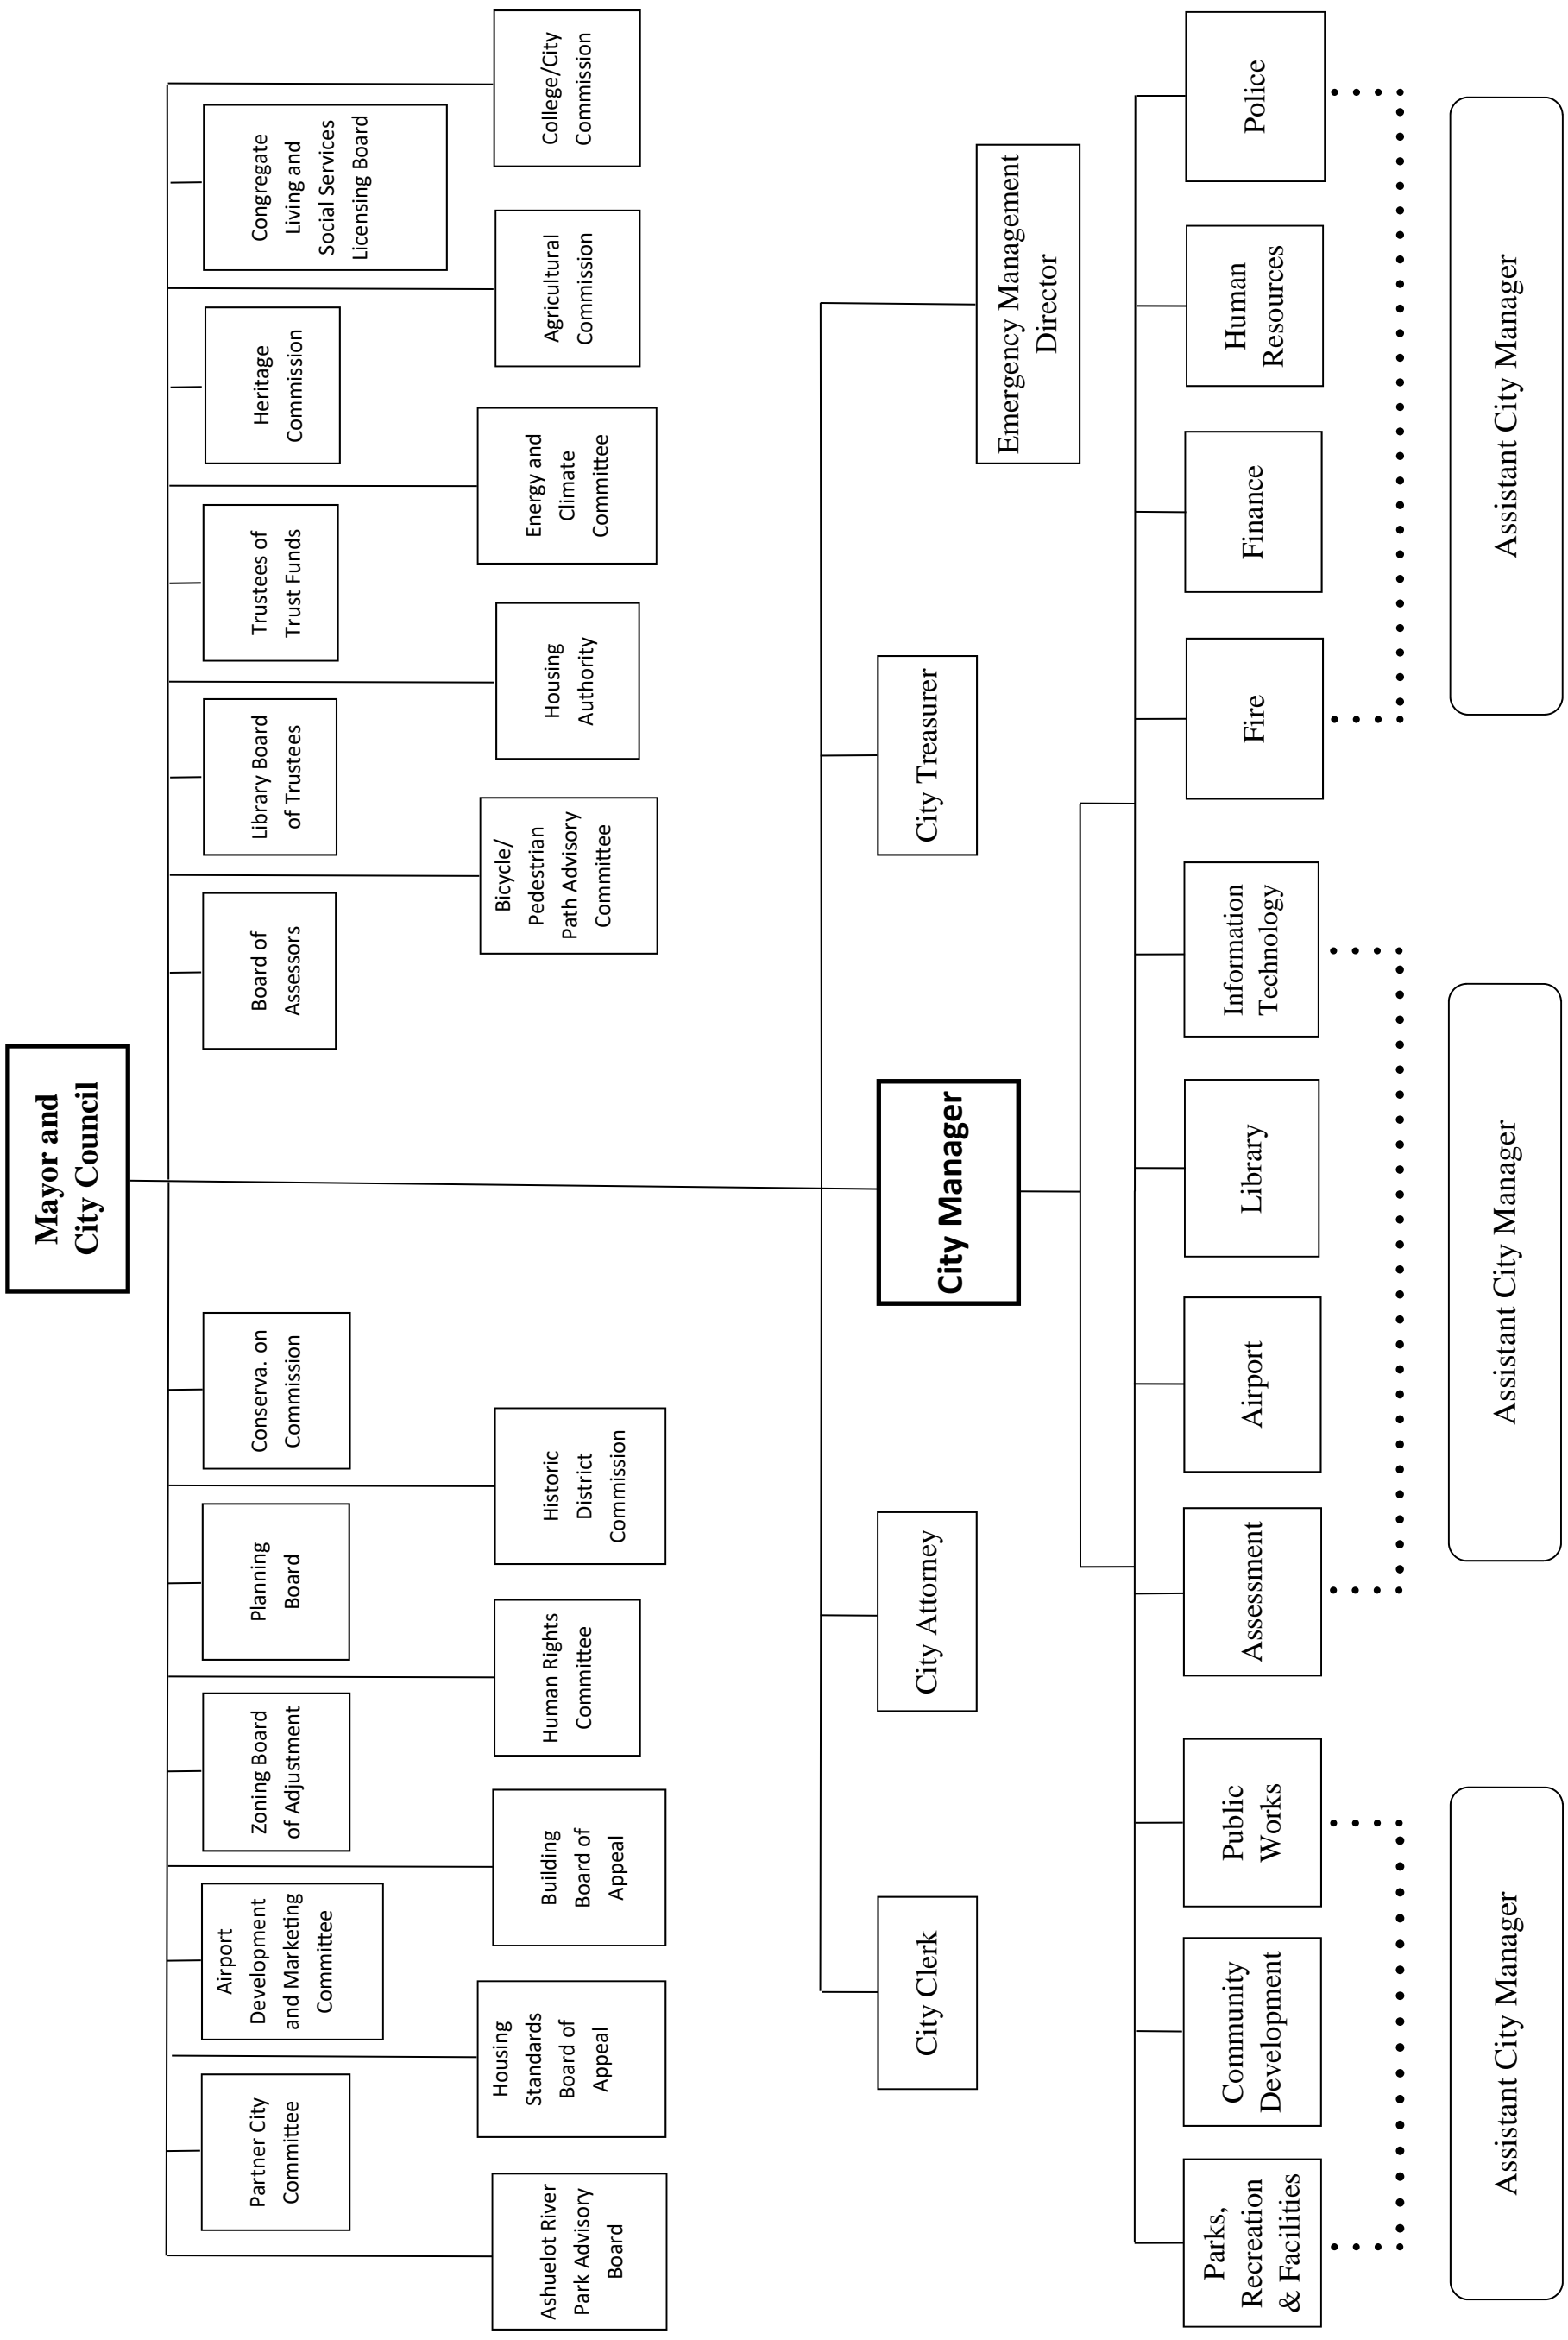 Mayor and
City Council
Partner City
Committee
Airport
Development
and Marketing
Committee
Zoning Board
of Adjustment
Planning
Board
Conserva. on
Commission
Board of
Assessors
Library Board
of Trustees
Trustees of
Trust Funds
Heritage
Commission
Congregate
Living and
Social Services
Licensing Board
Ashuelot River
Park Advisory
Board
Housing
Standards
Board of
Appeal
Building
Board of
Appeal
Human Rights
Committee
Historic
District
Commission
Bicycle/
Pedestrian
Path Advisory
Committee
Housing
Authority
Energy and
Climate
Committee
Agricultural
Commission
College/City
Commission
City Clerk
City Attorney
City Manager
City Treasurer
Emergency Management
Director
Parks,
Recreation
& Facilities
Community
Development
Public
Works
Assessment
Airport
Library
Information
Technology
Fire
Finance
Human
Resources
Police
Assistant City Manager
Assistant City Manager
Assistant City Manager